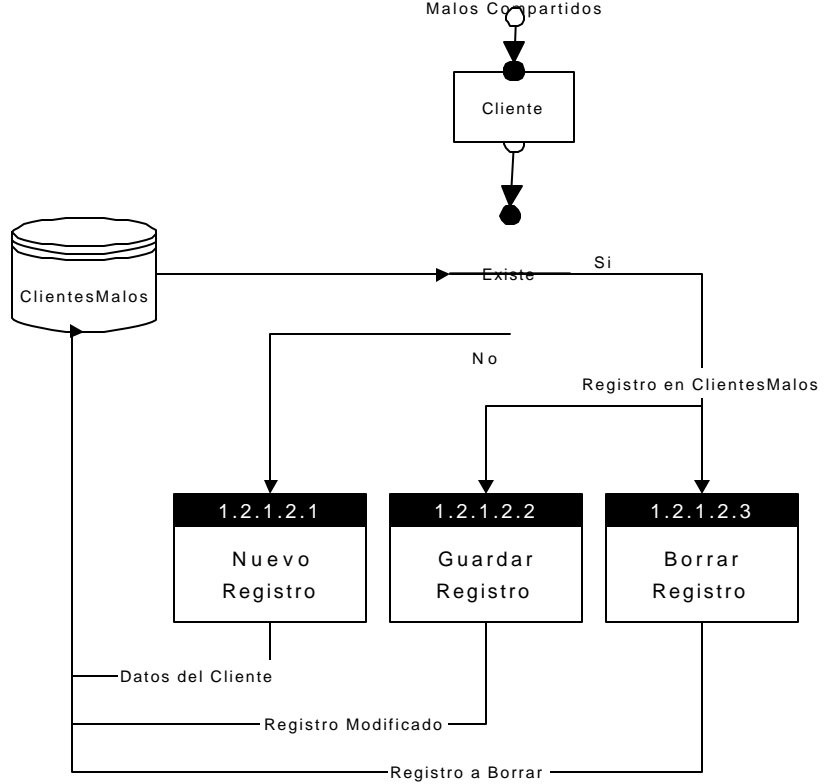 Malos Compartidos
Cliente
Si
Existe
ClientesMalos
No
Registro en ClientesMalos
1.2.1.2.1
Nuevo
Registro
1.2.1.2.2
Guardar
Registro
1.2.1.2.3
Borrar
Registro
Datos del Cliente
Registro Modificado
Registro a Borrar